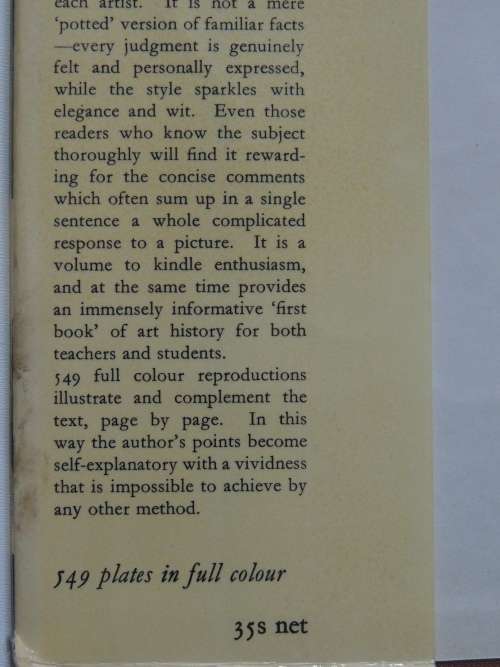 each artist. It is not a mere
‘potted’ version of familiar facts
—every judgment is genuinely
felt and personally expressed,
while the style sparkles with
elegance and wit. Even those
readers who know the subject
thoroughly will find it reward-
ing for the concise comments
which often sum up in a single
sentence a whole complicated
response to a picture. It is a
volume to kindle enthusiasm,
and at the same time provides
an immensely informative ‘first
book’ of art history for both
teachers and students.
549 full colour reproductions
illustrate and complement the
text, page by page. In this
way the author’s points become
self-explanatory with a vividness
that is impossible to achieve by
any other method.
549 plates in full colour
35s net